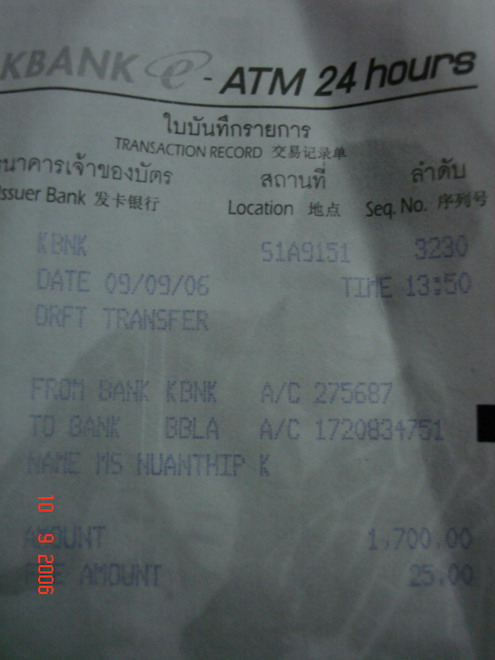 KBANK e - ATM 24 hours
ใบบันทึกรายการ
TRANSACTION RECORD 交易记录单
นาคารเจ้าของบัตร สถานที่ ลำดับ
ssuer Bank 发卡银行 Location 地点 Seq. No. 序列号
KBNK S1A9151 3230
DATE 09/09/06 TIME 13:50
ORFT TRANSFER
FROM BANK KBNK A/C 275687
TO BANK BBLA A/C 1720834751
NAME MS NUANTHIP K
AMOUNT 1,700.00
FEE AMOUNT 25.00
10 9 2006